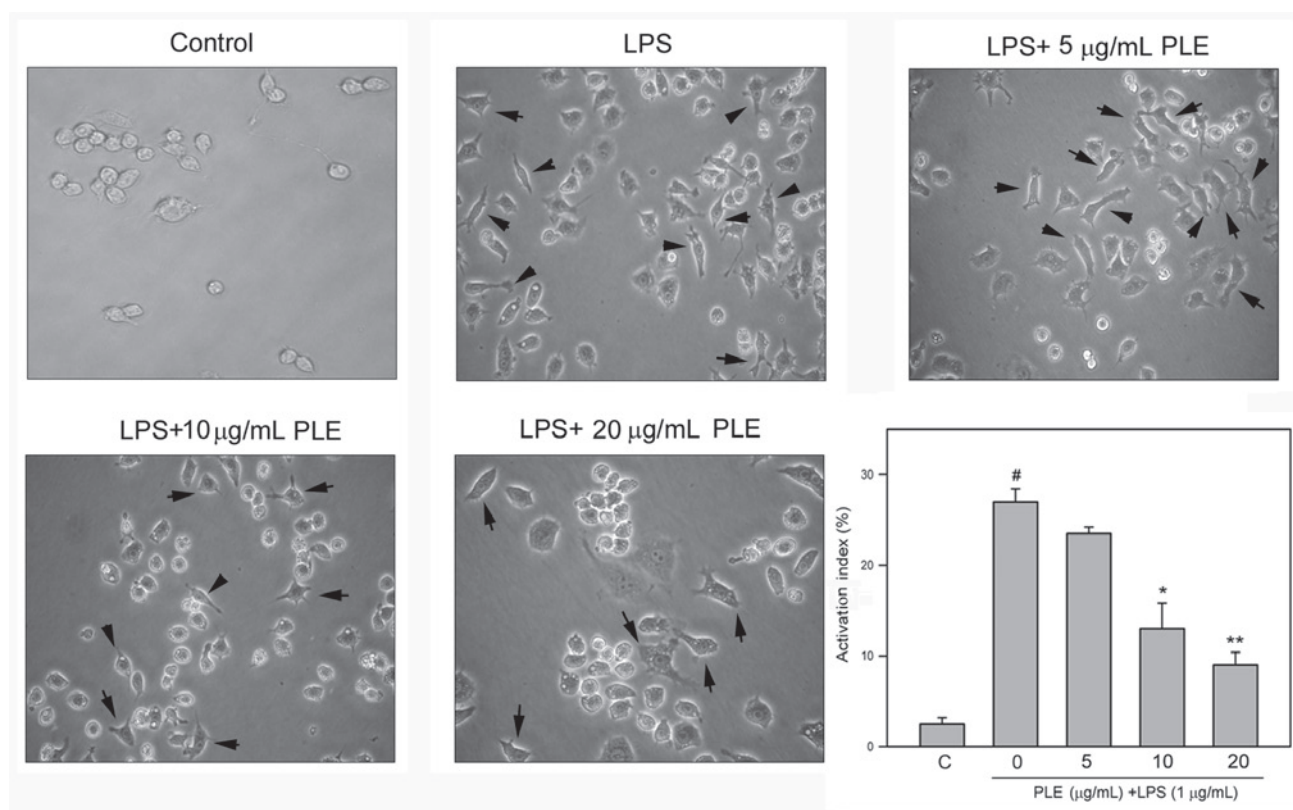 Control
LPS
LPS+ 5 µg/mL PLE
LPS+10 µg/mL PLE
LPS+ 20 µg/mL PLE
Activation index (%)
30
20
10
0
#
*
**
C 0 5 10 20
PLE (µg/mL) +LPS (1 µg/mL)